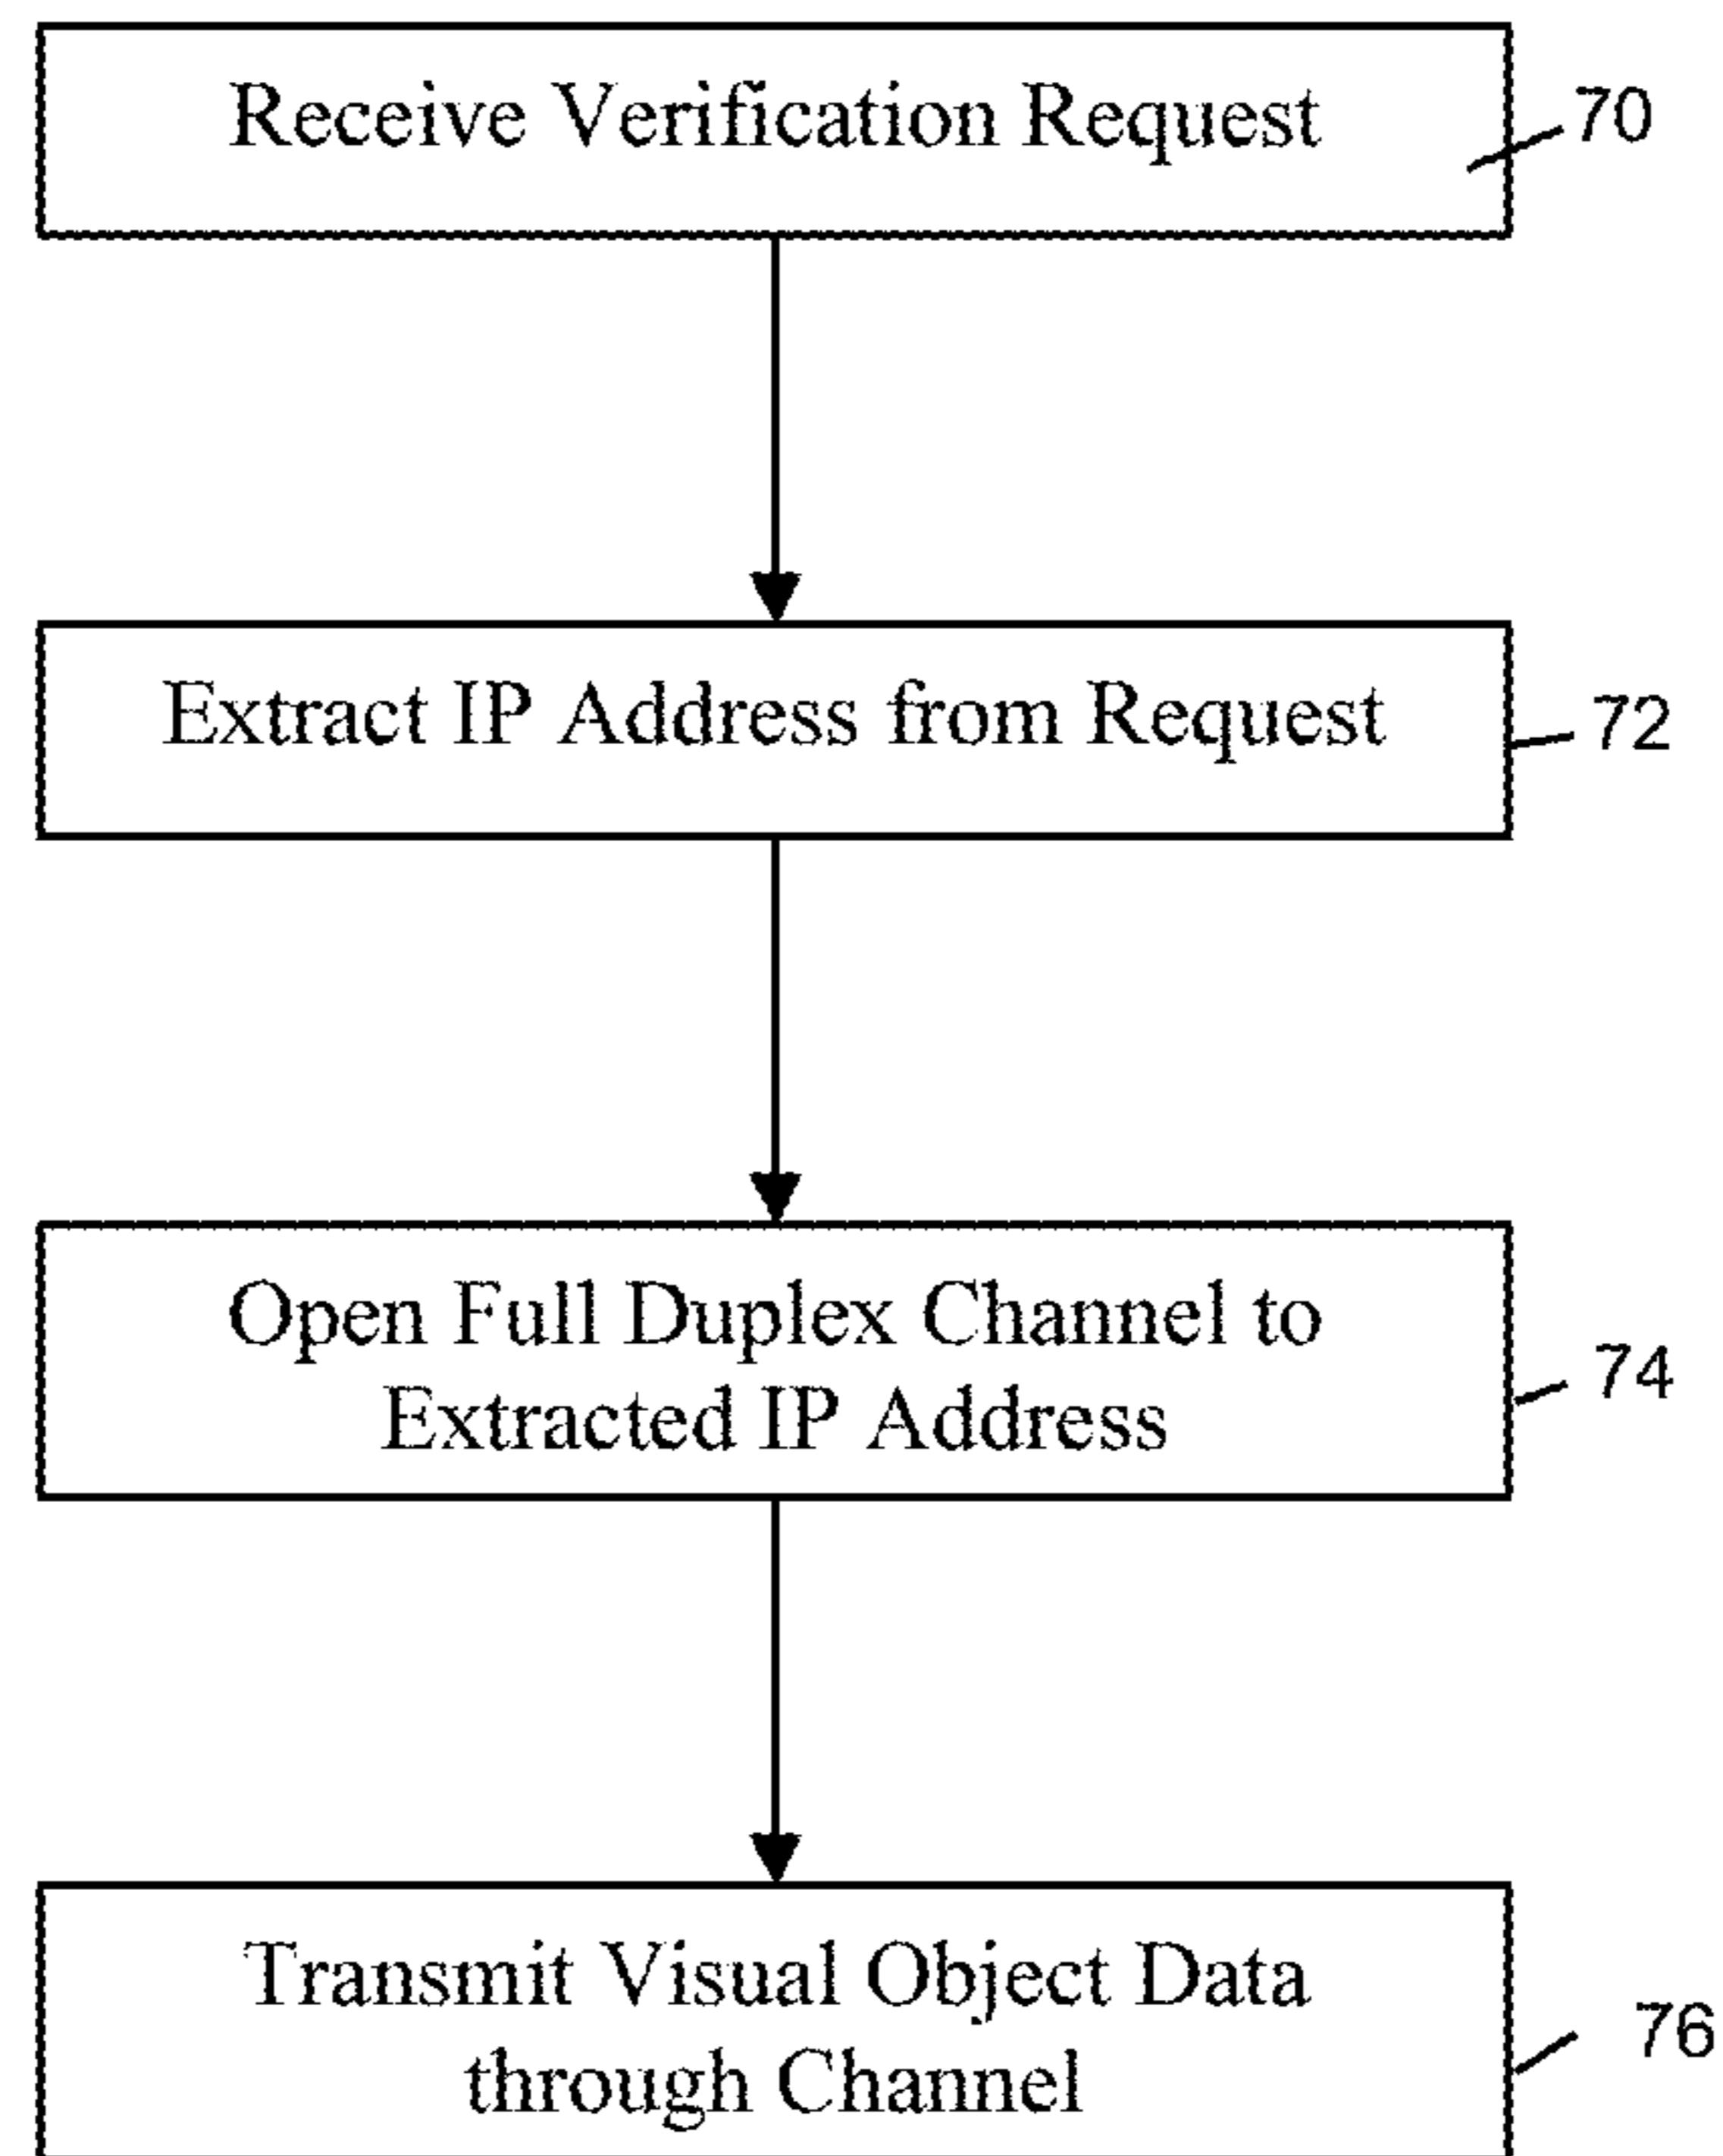 Receive Verification Request
70
Extract IP Address from Request
72
Open Full Duplex Channel to
Extracted IP Address
74
Transmit Visual Object Data
through Channel
76